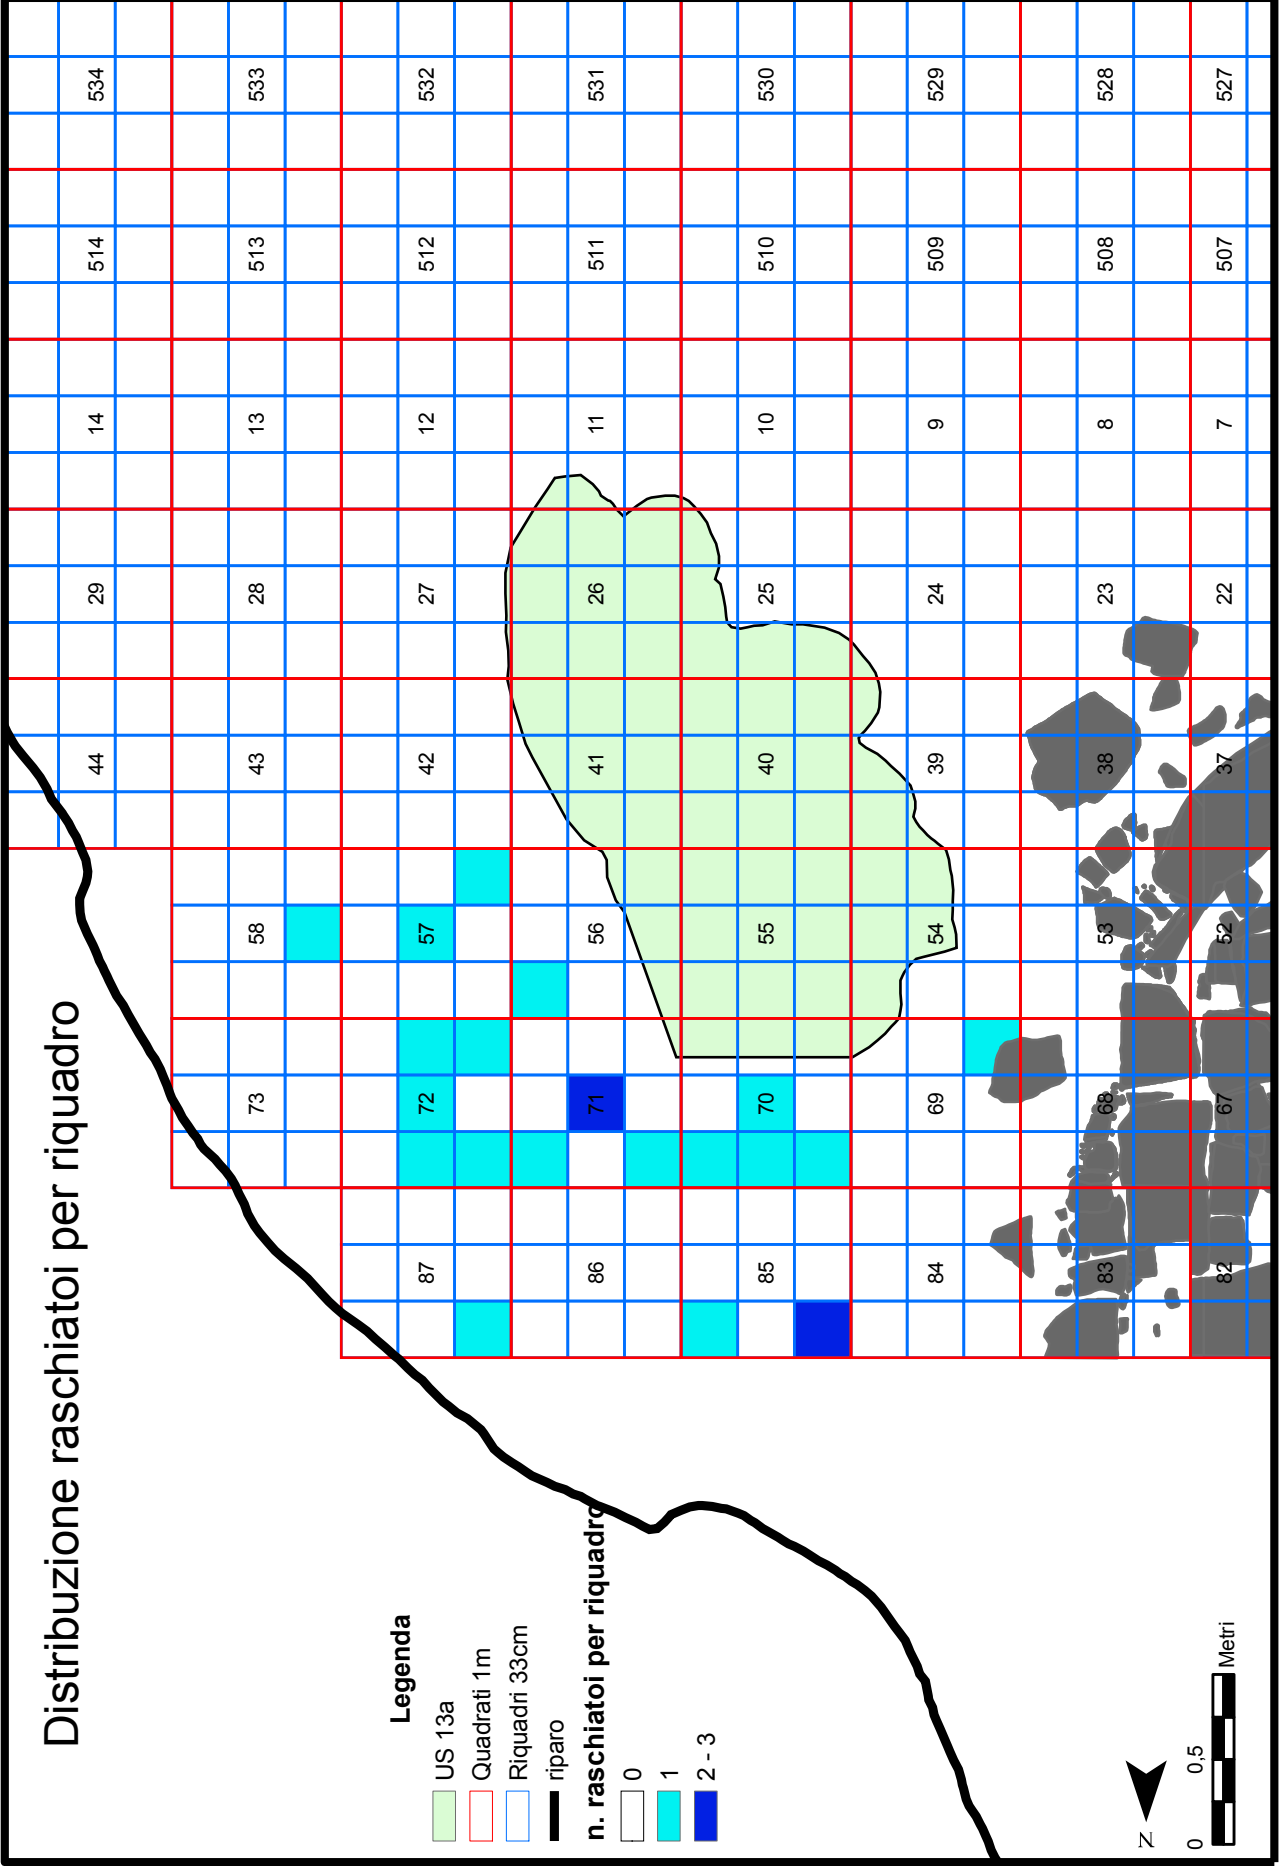 Distribuzione raschiatoi per riquadro
Legenda
US 13a
Quadrati 1m
Riquadri 33cm
riparo
n. raschiatoi per riquadro
0
1
2 - 3
N
0 0,5
Metri
87 86 85 84 83 82
73 72 71 70 69 68 67
58 57 56 55 54 53 52
44 43 42 41 40 39 38 37
29 28 27 26 25 24 23 22
14 13 12 11 10 9 8 7
514 513 512 511 510 509 508 507
534 533 532 531 530 529 528 527